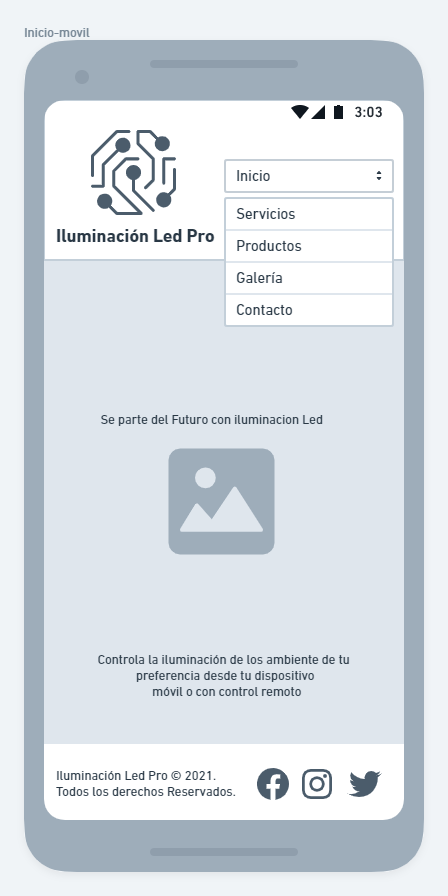 Inicio-movil
3:03
Iluminación Led Pro
Inicio
Servicios
Productos
Galería
Contacto
Se parte del Futuro con iluminacion Led
Controla la iluminación de los ambiente de tu
preferencia desde tu dispositivo
móvil o con control remoto
Iluminación Led Pro © 2021.
Todos los derechos Reservados.